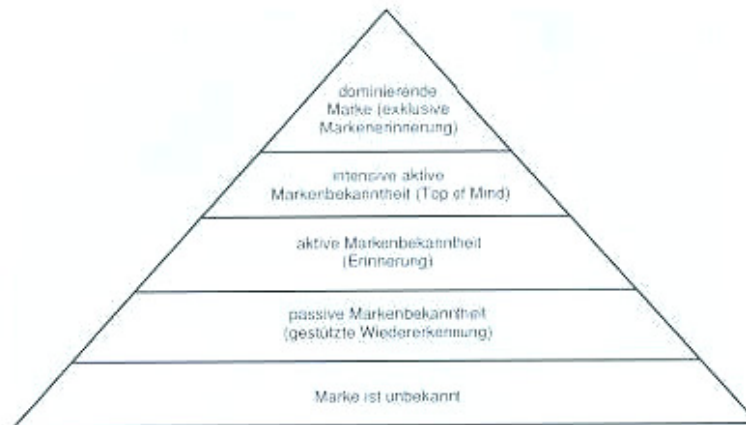 dominierende
Marke (exklusive
Markenerinnerung)
intensive aktive
Markenbekanntheit (Top of Mind)
aktive Markenbekanntheit
(Erinnerung)
passive Markenbekanntheit
(gestützte Wiedererkennung)
Marke ist unbekannt